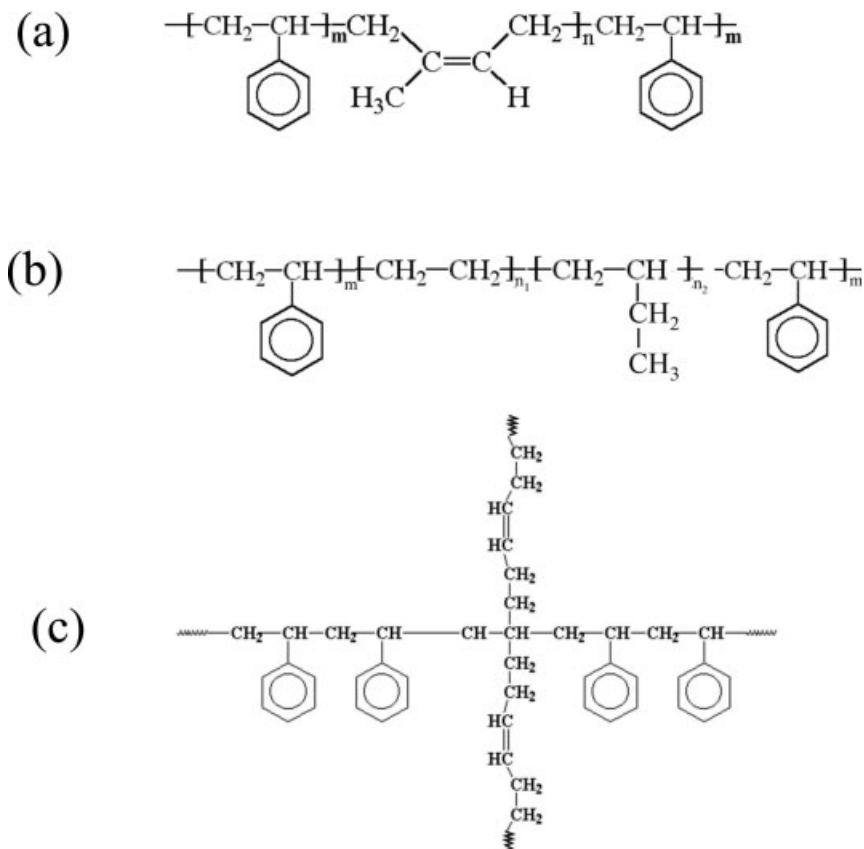 (a) —[CH₂—CH]ₘCH₂ CH₂]ₙCH₂—CH]ₘ
C=C
H₃C H
(b) —[CH₂—CH]ₘ[CH₂—CH₂]n₁[CH₂—CH]n₂ —CH₂—CH]ₘ
CH₂
CH₃
CH₂
CH₂
HC
HC
CH₂
CH₂
(c) CH₂—CH—CH₂—CH—CH—CH—CH₂—CH—CH₂—CH
CH₂
CH₂
HC
HC
CH₂
CH₂